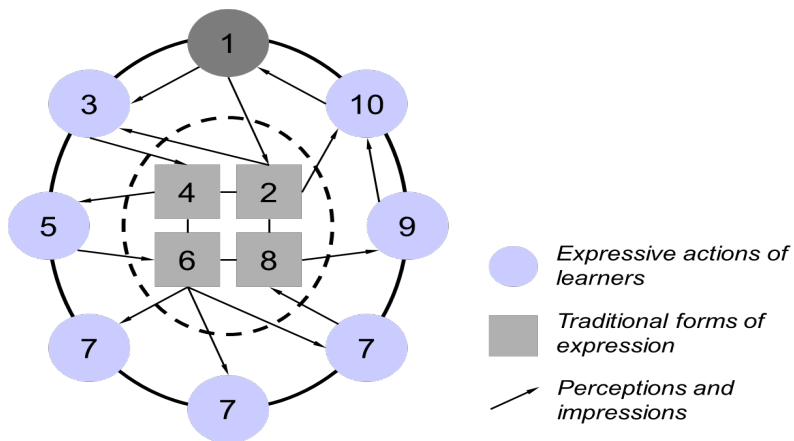 1
3
10
4
2
5
9
6
8
7
7
7
Expressive actions of
learners
Traditional forms of
expression
Perceptions and
impressions